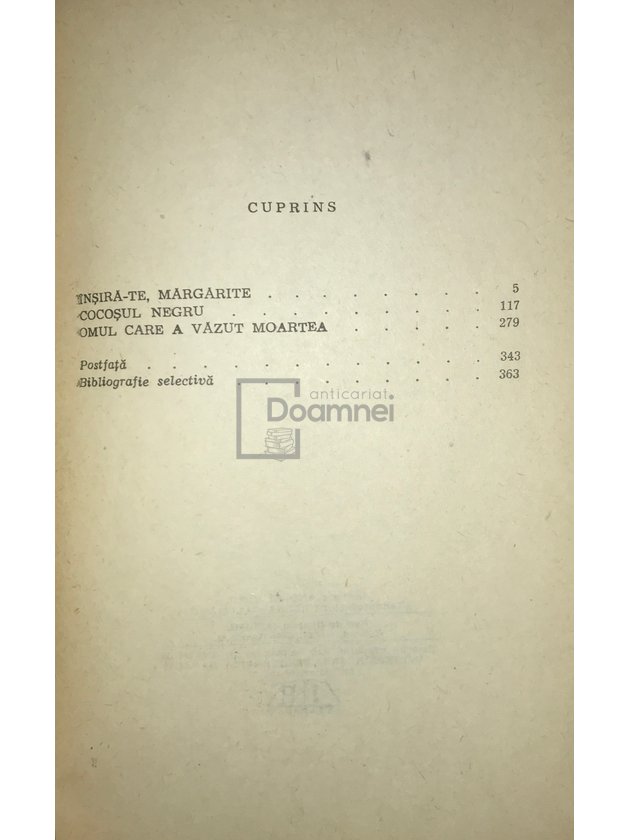 CUPRINS
ÎNȘIRĂ-TE, MĂRGĂRITE . . . . . . . . . 5
COCOȘUL NEGRU . . . . . . . . . . 117
OMUL CARE A VĂZUT MOARTEA . . . . . 279
Postfață . . . . . . . . . . . . 343
Bibliografie selectivă . . . . . . . . . 363
anticariat
Doamnei